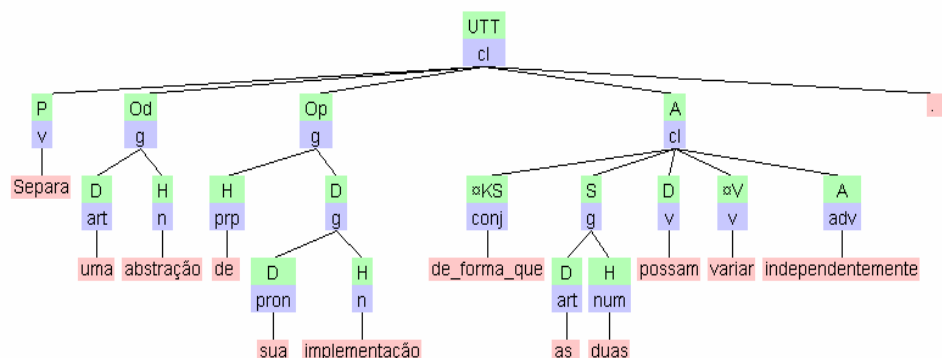 UTT
cl
P Od Op A .
v g g cl
Separa D H H D ¤KS S D ¤V A
art n prp g conj g v v adv
uma abstração de D H de_forma_que D H possam variar independentemente
pron n art num
sua implementação as duas